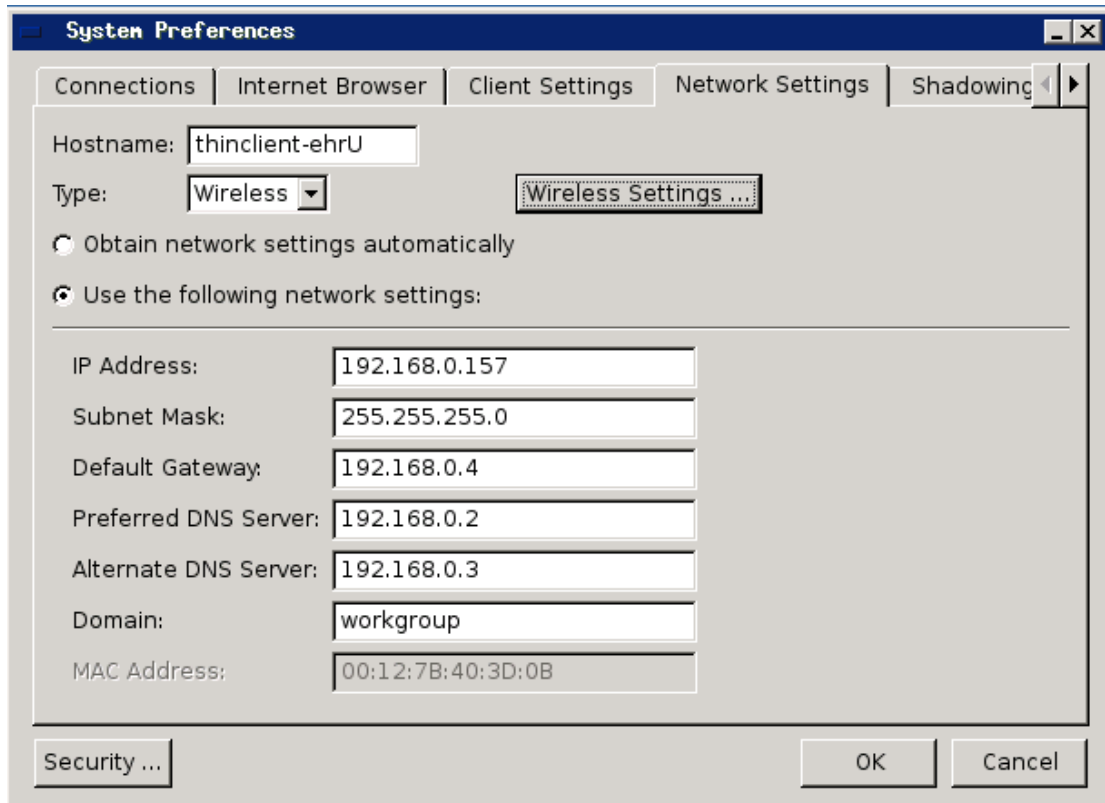 System Preferences
Connections Internet Browser Client Settings Network Settings Shadowing
Hostname: thinclient-ehrU
Type: Wireless Wireless Settings ...
Obtain network settings automatically
Use the following network settings:
IP Address: 192.168.0.157
Subnet Mask: 255.255.255.0
Default Gateway: 192.168.0.4
Preferred DNS Server: 192.168.0.2
Alternate DNS Server: 192.168.0.3
Domain: workgroup
MAC Address: 00:12:7B:40:3D:0B
Security ... OK Cancel